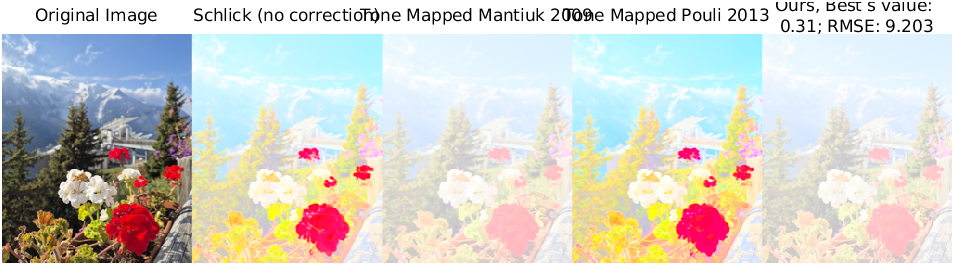 Original Image
Schlick (no correction)
Tone Mapped Mantiuk 2009
Tone Mapped Pouli 2013
Ours, Best s value:
0.31; RMSE: 9.203